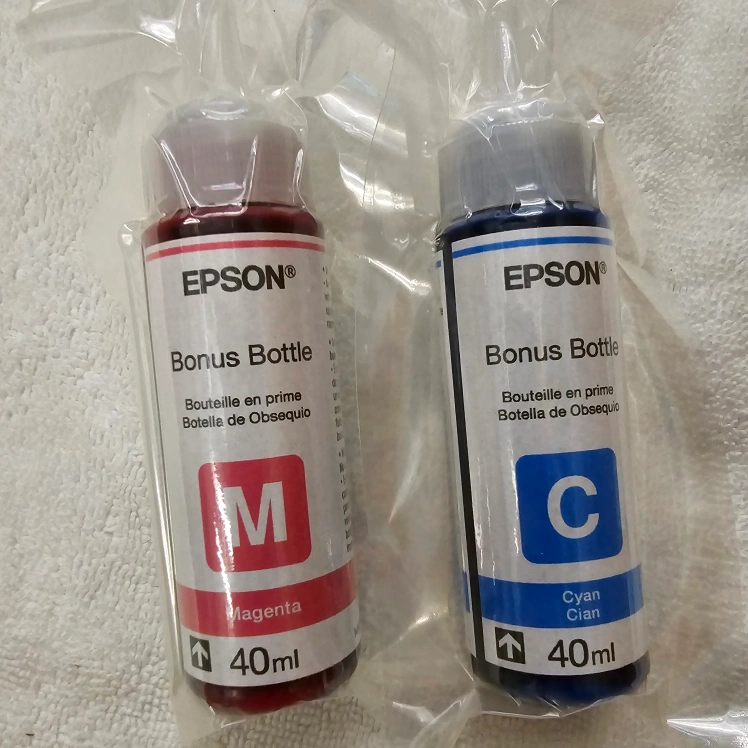 EPSON®
Bonus Bottle
Bouteille en prime
Botella de Obsequio
M
Magenta
40ml
EPSON®
Bonus Bottle
Bouteille en prime
Botella de Obsequio
C
Cyan
Cian
40ml